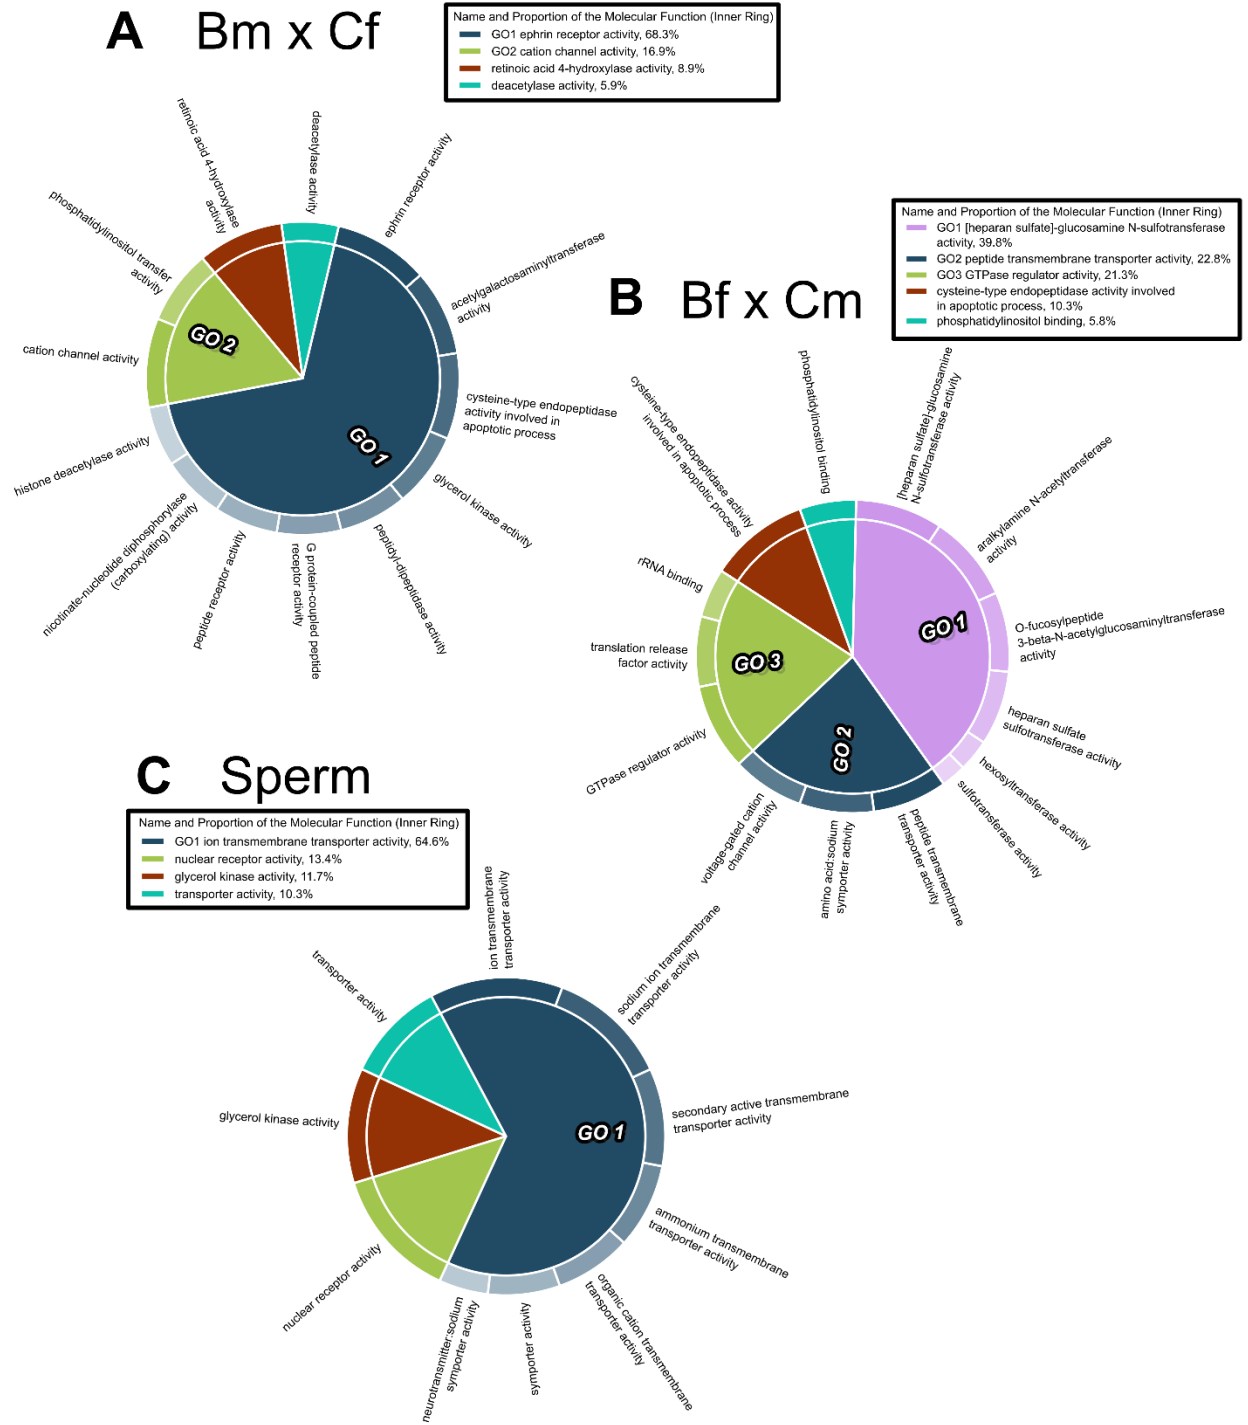 A Bm x Cf
Name and Proportion of the Molecular Function (Inner Ring)
GO1 ephrin receptor activity, 68.3%
GO2 cation channel activity, 16.9%
retinoic acid 4-hydroxylase activity, 8.9%
deacetylase activity, 5.9%
retinoic acid 4-hydroxylase
activity
deacetylase activity
ephrin receptor activity
acetylgalactosaminyltransferase
activity
cysteine-type endopeptidase
activity involved in
apoptotic process
glycerol kinase activity
peptidyl-dipeptidase activity
G protein-coupled peptide
receptor activity
peptide receptor activity
nicotinate-nucleotide diphosphorylase
(carboxylating) activity
histone deacetylase activity
cation channel activity
phosphatidylinositol transfer
activity
GO 2
GO 1
B Bf x Cm
Name and Proportion of the Molecular Function (Inner Ring)
GO1 [heparan sulfate]-glucosamine N-sulfotransferase
activity, 39.8%
GO2 peptide transmembrane transporter activity, 22.8%
GO3 GTPase regulator activity, 21.3%
cysteine-type endopeptidase activity involved
in apoptotic process, 10.3%
phosphatidylinositol binding, 5.8%
cysteine-type endopeptidase activity
involved in apoptotic process
phosphatidylinositol binding
[heparan sulfate]-glucosamine
N-sulfotransferase activity
aralkylamine N-acetyltransferase
activity
O-fucosylpeptide
3-beta-N-acetylglucosaminyltransferase
activity
heparan sulfate
sulfotransferase activity
hexosyltransferase activity
sulfotransferase activity
peptide transmembrane
transporter activity
amino acid:sodium
symporter activity
voltage-gated cation
channel activity
GTPase regulator activity
translation release
factor activity
rRNA binding
GO 1
GO 3
GO 2
C Sperm
Name and Proportion of the Molecular Function (Inner Ring)
GO1 ion transmembrane transporter activity, 64.6%
nuclear receptor activity, 13.4%
glycerol kinase activity, 11.7%
transporter activity, 10.3%
transporter activity
ion transmembrane
transporter activity
sodium ion transmembrane
transporter activity
secondary active transmembrane
transporter activity
ammonium transmembrane
transporter activity
organic cation transmembrane
transporter activity
symporter activity
neurotransmitter:sodium
symporter activity
nuclear receptor activity
glycerol kinase activity
GO 1